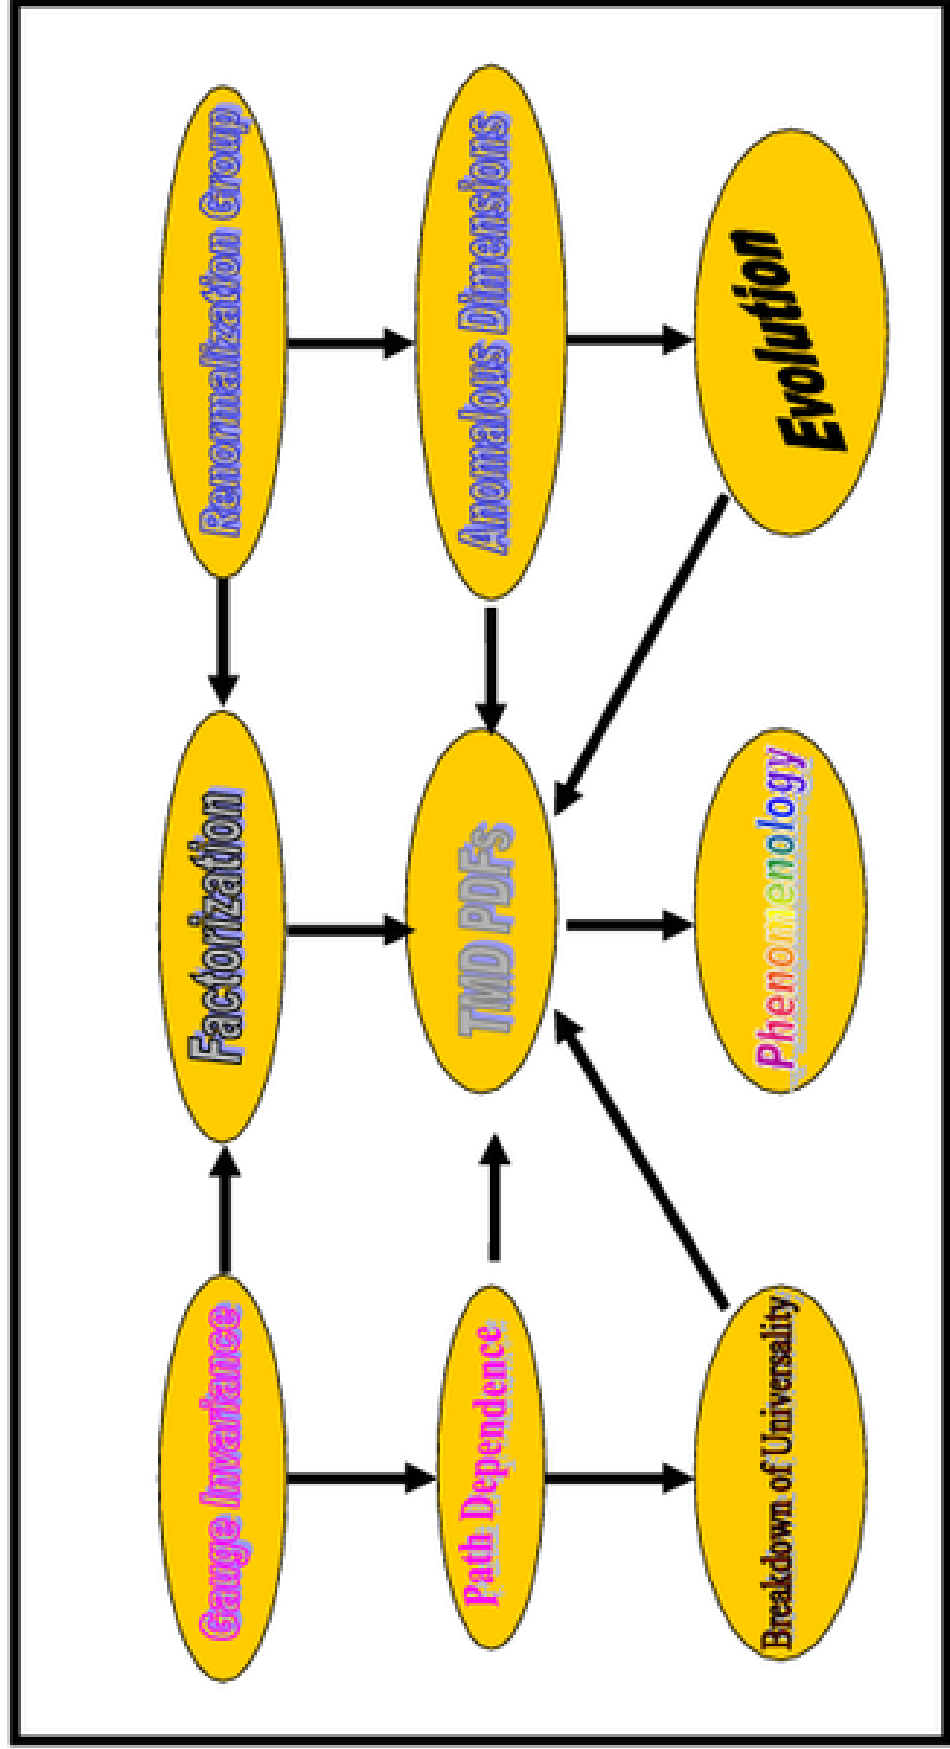 Gauge Invariance
Factorization
Renormalization Group
Path Dependence
TMD PDFs
Anomalous Dimensions
Breakdown of Universality
Phenomenology
Evolution